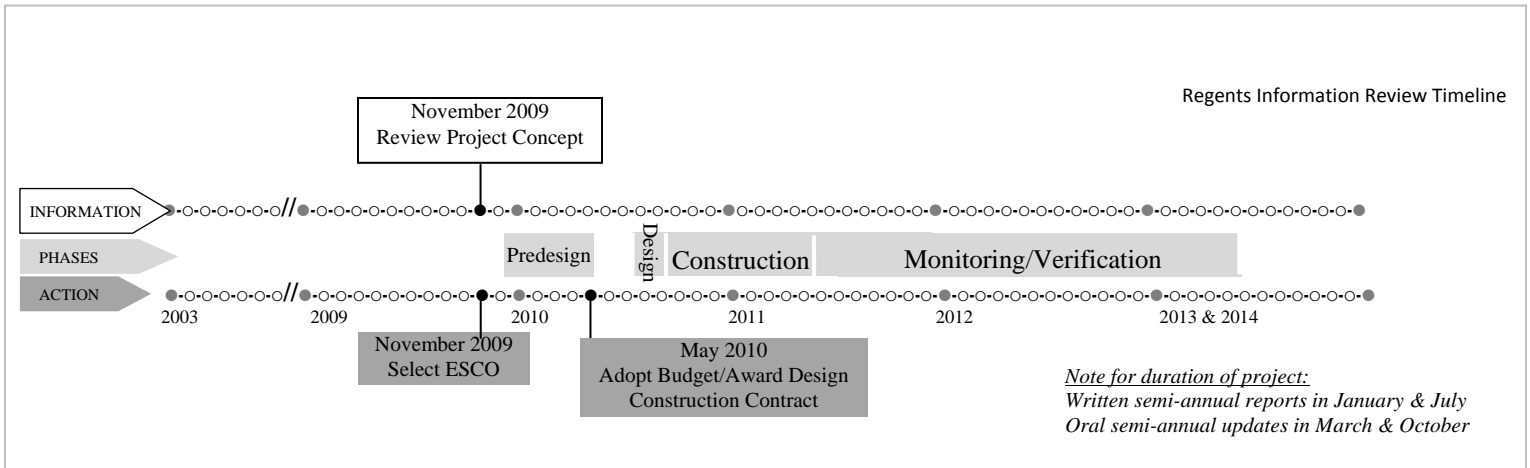 Regents Information Review Timeline
November 2009
Review Project Concept
INFORMATION
//
PHASES
Predesign
Design
Construction
Monitoring/Verification
ACTION
//
2003
2009
2010
2011
2012
2013 & 2014
November 2009
Select ESCO
May 2010
Adopt Budget/Award Design
Construction Contract
Note for duration of project:
Written semi-annual reports in January & July
Oral semi-annual updates in March & October